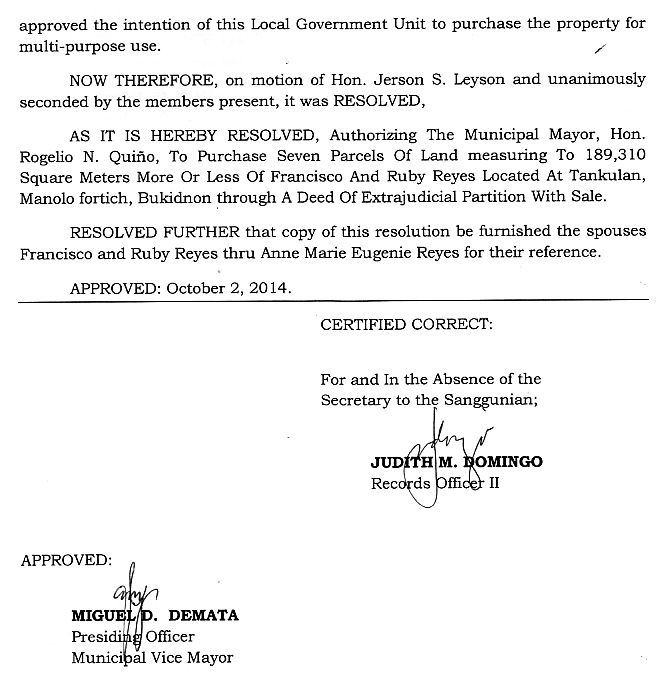 approved the intention of this Local Government Unit to purchase the property for
multi-purpose use.
NOW THEREFORE, on motion of Hon. Jerson S. Leyson and unanimously
seconded by the members present, it was RESOLVED,
AS IT IS HEREBY RESOLVED, Authorizing The Municipal Mayor, Hon.
Rogelio N. Quiño, To Purchase Seven Parcels Of Land measuring To 189,310
Square Meters More Or Less Of Francisco And Ruby Reyes Located At Tankulan,
Manolo fortich, Bukidnon through A Deed Of Extrajudicial Partition With Sale.
RESOLVED FURTHER that copy of this resolution be furnished the spouses
Francisco and Ruby Reyes thru Anne Marie Eugenie Reyes for their reference.
APPROVED: October 2, 2014.
CERTIFIED CORRECT:
For and In the Absence of the
Secretary to the Sanggunian;
JUDITH M. DOMINGO
Records Officer II
APPROVED:
MIGUEL D. DEMATA
Presiding Officer
Municipal Vice Mayor